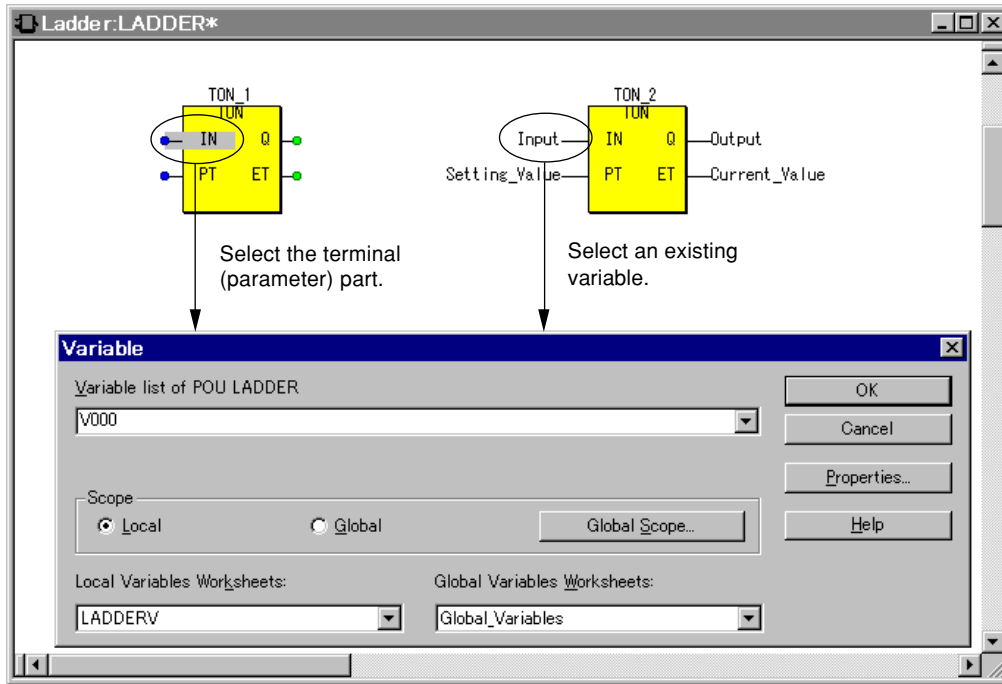 Ladder:LADDER*
TON_1
TON
IN Q
PT ET
TON_2
TON
Input IN Q Output
Setting_Value PT ET Current_Value
Select the terminal
(parameter) part.
Select an existing
variable.
Variable
Variable list of POU LADDER
V000
OK
Cancel
Properties...
Help
Scope
Local
Global
Global Scope...
Local Variables Worksheets:
LADDERV
Global Variables Worksheets:
Global_Variables